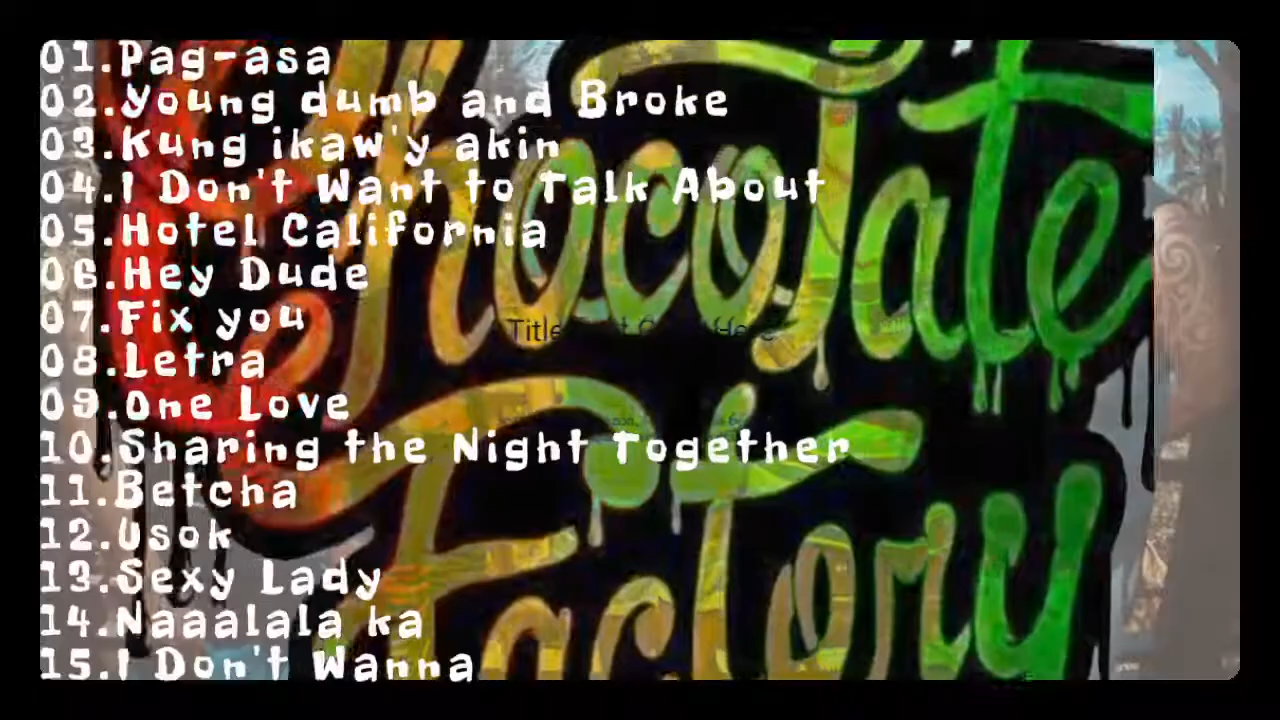 01.Pag-asa
02.Young dumb and Broke
03.Kung ikaw'y akin
04.I Don't Want to Talk About
05.Hotel California
06.Hey Dude
07.Fix you
08.Letra
09.One Love
10.Sharing the Night Together
11.Betcha
12.Usok
13.Sexy Lady
14.Naaalala ka
15.I Don't Wanna
Chocolate
Title Here
Factory